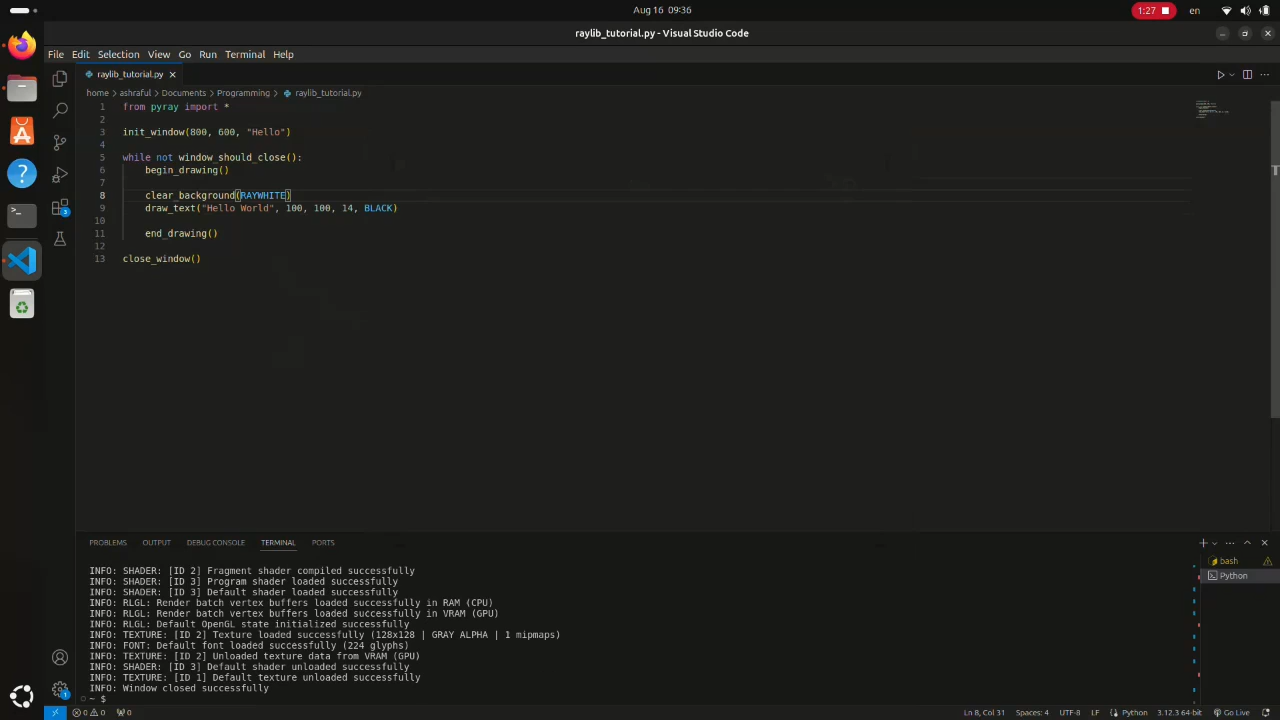 Aug 16 09:36
1:27
en
raylib_tutorial.py - Visual Studio Code
File Edit Selection View Go Run Terminal Help
raylib_tutorial.py
home > ashraful > Documents > Programming > raylib_tutorial.py
1 from pyray import *
2
3 init_window(800, 600, "Hello")
4
5 while not window_should_close():
6 begin_drawing()
7
8 clear_background(RAYWHITE)
9 draw_text("Hello World", 100, 100, 14, BLACK)
10
11 end_drawing()
12
13 close_window()
PROBLEMS OUTPUT DEBUG CONSOLE TERMINAL PORTS
bash
Python
INFO: SHADER: [ID 2] Fragment shader compiled successfully
INFO: SHADER: [ID 3] Program shader loaded successfully
INFO: SHADER: [ID 3] Default shader loaded successfully
INFO: RLGL: Render batch vertex buffers loaded successfully in RAM (CPU)
INFO: RLGL: Render batch vertex buffers loaded successfully in VRAM (GPU)
INFO: RLGL: Default OpenGL state initialized successfully
INFO: TEXTURE: [ID 2] Texture loaded successfully (128x128 | GRAY_ALPHA | 1 mipmaps)
INFO: FONT: Default font loaded successfully (224 glyphs)
INFO: TEXTURE: [ID 2] Unloaded texture data from VRAM (GPU)
INFO: SHADER: [ID 3] Default shader unloaded successfully
INFO: TEXTURE: [ID 1] Default texture unloaded successfully
INFO: Window closed successfully
~ $
0 0 0 Ln 8, Col 31 Spaces: 4 UTF-8 LF Python 3.12.3 64-bit Go Live